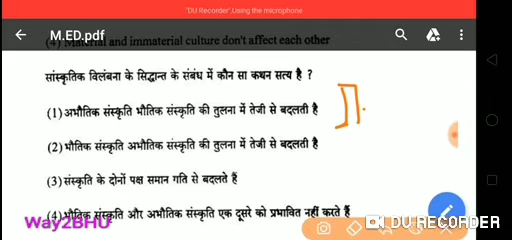 "DU Recorder",Using the microphone
M.ED.pdf
(4) Material and immaterial culture don't affect each other
सांस्कृतिक विलंबना के सिद्धान्त के संबंध में कौन सा कथन सत्य है ?
(1) अभौतिक संस्कृति भौतिक संस्कृति की तुलना में तेजी से बदलती है
(2) भौतिक संस्कृति अभौतिक संस्कृति की तुलना में तेजी से बदलती है
(3) संस्कृति के दोनों पक्ष समान गति से बदलते हैं
(4) भौतिक संस्कृति और अभौतिक संस्कृति एक दूसरे को प्रभावित नहीं करते हैं
Way2BHU
DU RECORDER